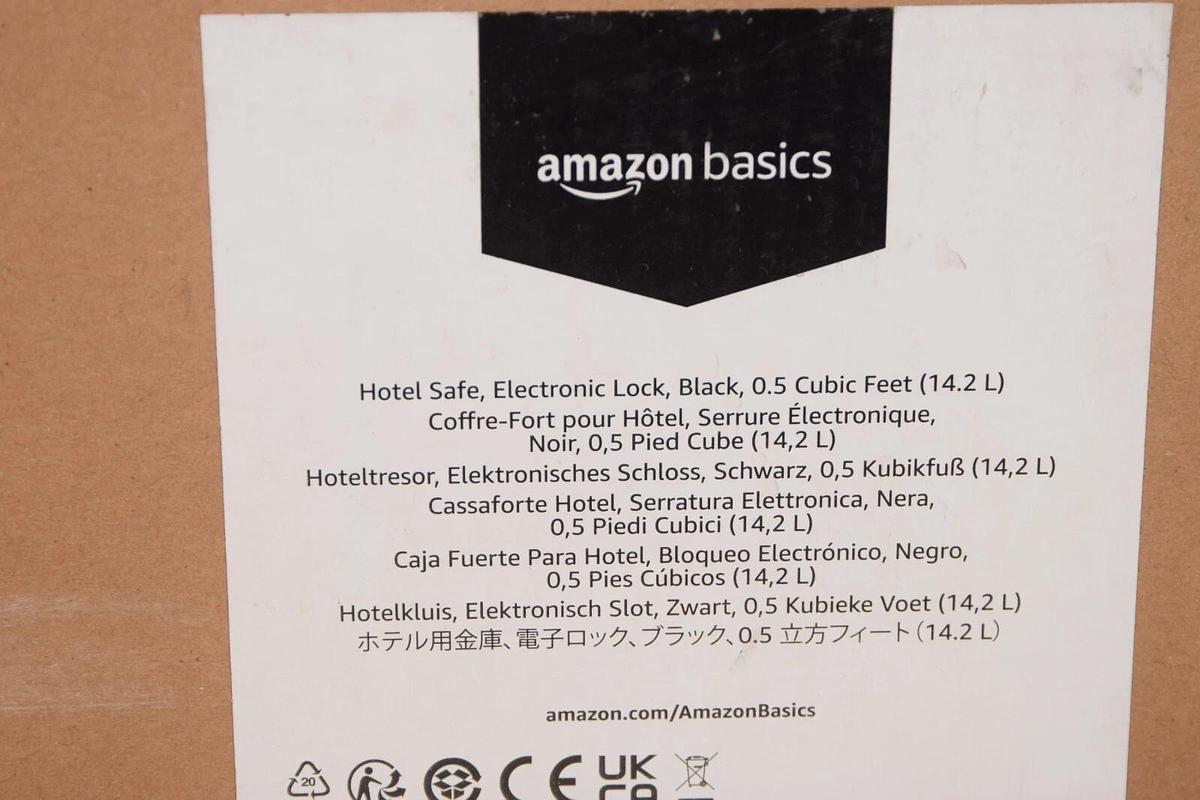 amazon basics
Hotel Safe, Electronic Lock, Black, 0.5 Cubic Feet (14.2 L)
Coffre-Fort pour Hôtel, Serrure Électronique,
Noir, 0,5 Pied Cube (14,2 L)
Hoteltresor, Elektronisches Schloss, Schwarz, 0,5 Kubikfuß (14,2 L)
Cassaforte Hotel, Serratura Elettronica, Nera,
0,5 Piedi Cubici (14,2 L)
Caja Fuerte Para Hotel, Bloqueo Electrónico, Negro,
0,5 Pies Cúbicos (14,2 L)
Hotelkluis, Elektronisch Slot, Zwart, 0,5 Kubieke Voet (14,2 L)
ホテル用金庫、電子ロック、ブラック、0.5 立方フィート（14.2 L）
amazon.com/AmazonBasics
20 CE UK
CA